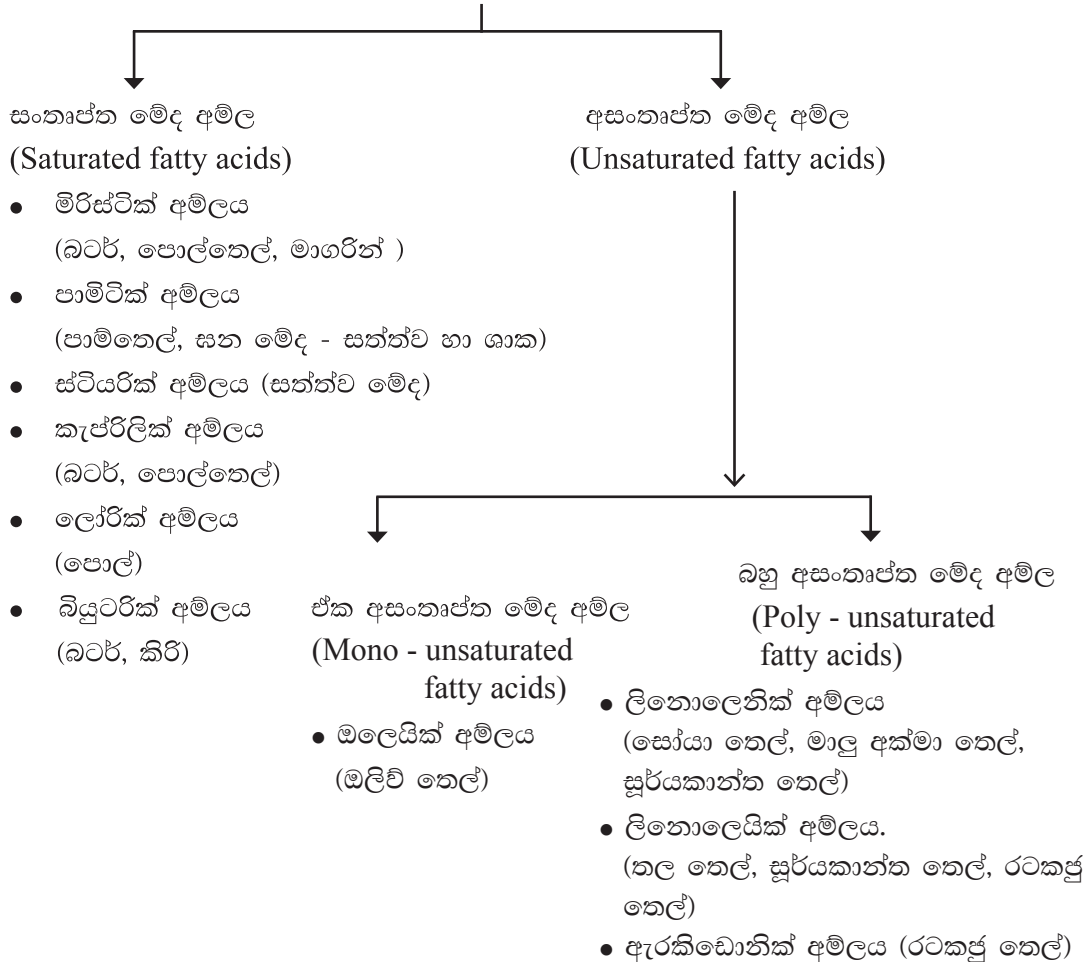 සංතෘප්ත මේද අම්ල
(Saturated fatty acids)
● මිරිස්ටික් අම්ලය
(බටර්, පොල්තෙල්, මාගරින් )
● පාමිටික් අම්ලය
(පාම්තෙල්, ඝන මේද - සත්ත්ව හා ශාක)
● ස්ටියරික් අම්ලය (සත්ත්ව මේද)
● කැප්රිලික් අම්ලය
(බටර්, පොල්තෙල්)
● ලෝරික් අම්ලය
(පොල්)
● බියුටරික් අම්ලය
(බටර්, කිරි)
අසංතෘප්ත මේද අම්ල
(Unsaturated fatty acids)
ඒක අසංතෘප්ත මේද අම්ල
(Mono - unsaturated
fatty acids)
● ඔලෙයික් අම්ලය
(ඔලිව් තෙල්)
බහු අසංතෘප්ත මේද අම්ල
(Poly - unsaturated
fatty acids)
● ලිනොලෙනික් අම්ලය
(සෝයා තෙල්, මාලු අක්මා තෙල්,
සූර්යකාන්ත තෙල්)
● ලිනොලෙයික් අම්ලය.
(තල තෙල්, සූර්යකාන්ත තෙල්, රටකජු
තෙල්)
● ඇරකිඩොනික් අම්ලය (රටකජු තෙල්)